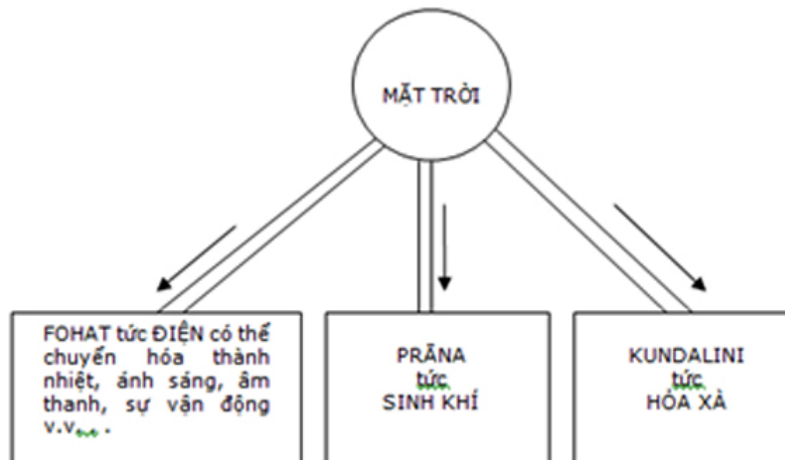 MẶT TRỜI
FOHAT tức ĐIỆN có thể
chuyển hóa thành
nhiệt, ánh sáng, âm
thanh, sự vận động
v.v... .
PRĀNA
tức
SINH KHÍ
KUNDALINI
tức
HỎA XÀ